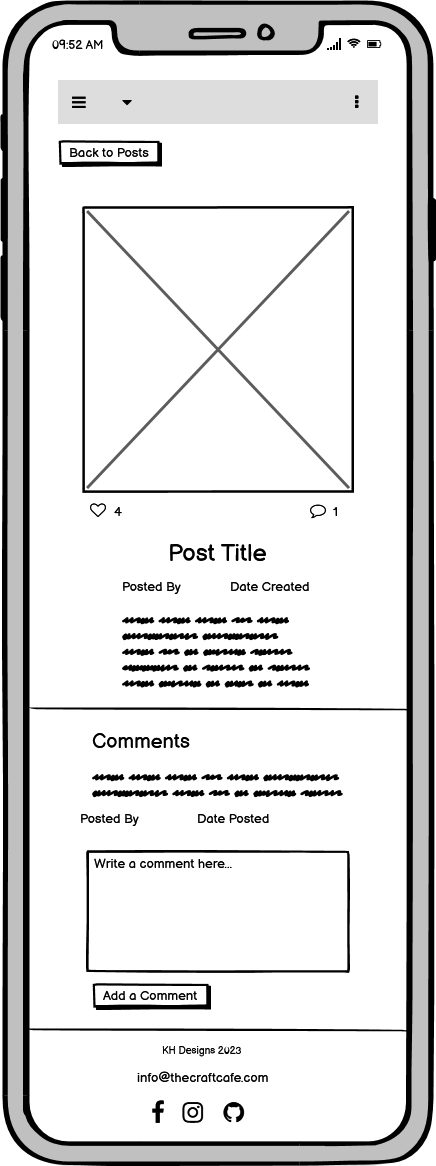 09:52 AM
Back to Posts
4 1
Post Title
Posted By Date Created
Comments
Posted By Date Posted
Write a comment here...
Add a Comment
KH Designs 2023
info@thecraftcafe.com